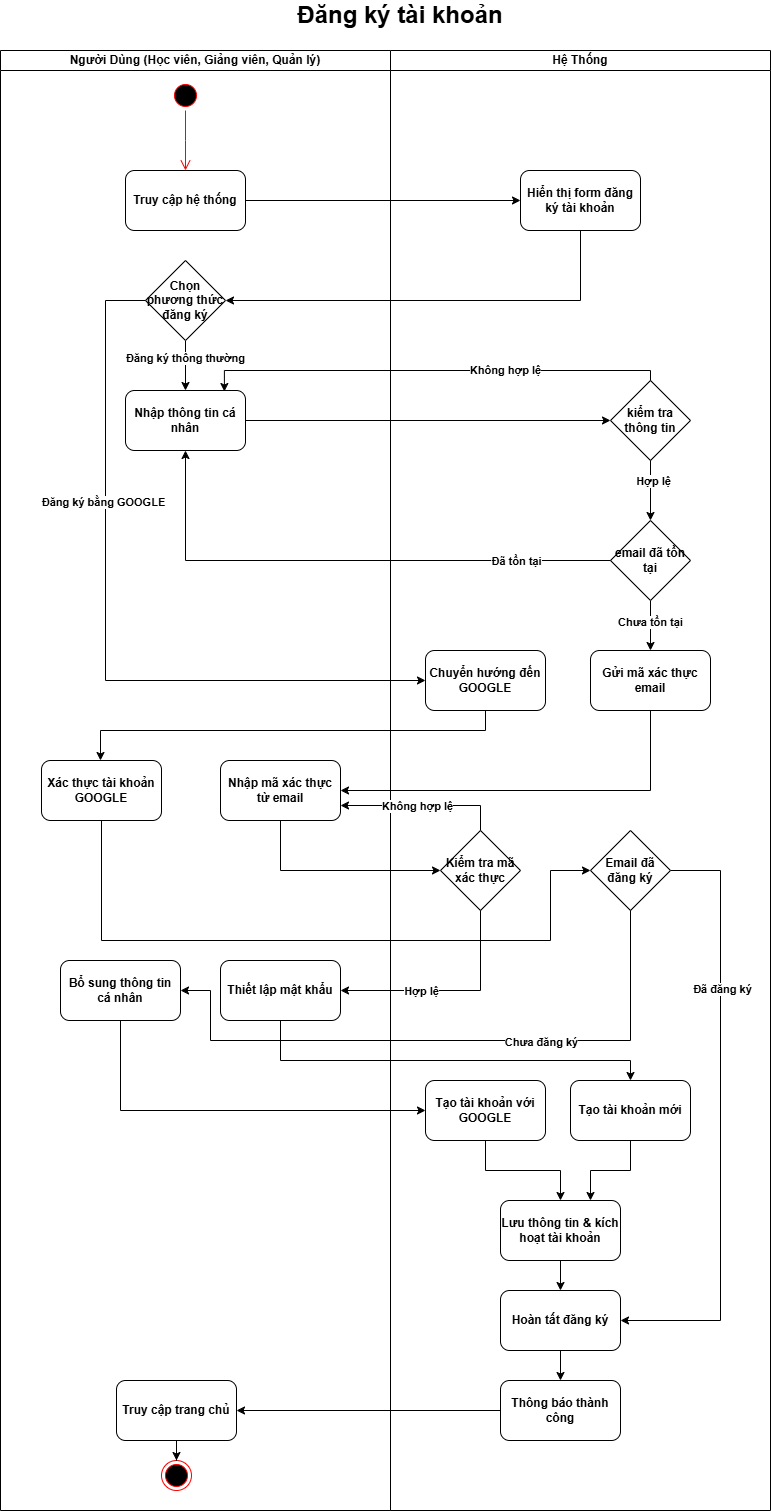 Đăng ký tài khoản
Người Dùng (Học viên, Giảng viên, Quản lý)
Hệ Thống
Truy cập hệ thống
Hiển thị form đăng
ký tài khoản
Chọn
phương thức
đăng ký
Đăng ký thông thường
Không hợp lệ
Nhập thông tin cá
nhân
kiểm tra
thông tin
Hợp lệ
Đăng ký bằng GOOGLE
Đã tồn tại
email đã tồn
tại
Chưa tồn tại
Chuyển hướng đến
GOOGLE
Gửi mã xác thực
email
Xác thực tài khoản
GOOGLE
Nhập mã xác thực
từ email
Không hợp lệ
Kiểm tra mã
xác thực
Email đã
đăng ký
Bổ sung thông tin
cá nhân
Thiết lập mật khẩu
Hợp lệ
Đã đăng ký
Chưa đăng ký
Tạo tài khoản với
GOOGLE
Tạo tài khoản mới
Lưu thông tin & kích
hoạt tài khoản
Hoàn tất đăng ký
Truy cập trang chủ
Thông báo thành
công